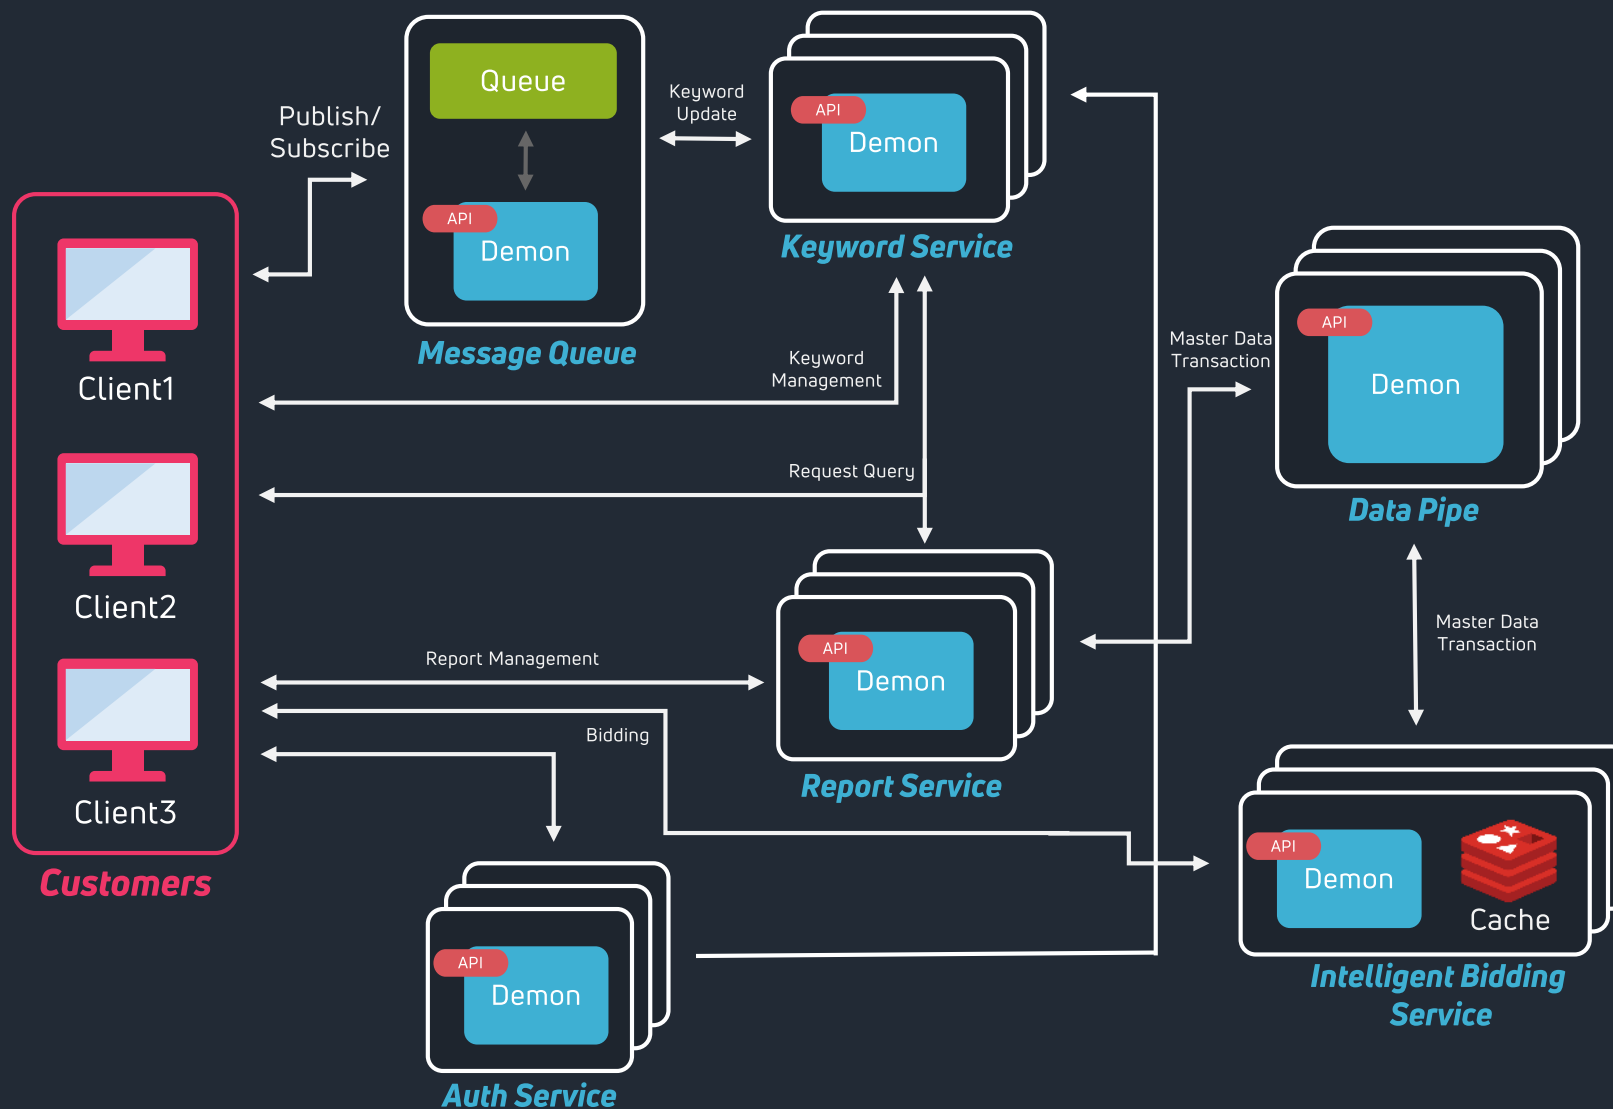 Queue
API
Demon
Message Queue
Publish/
Subscribe
Keyword
Update
API
Demon
Keyword Service
Client1
Client2
Client3
Customers
Keyword
Management
Request Query
Master Data
Transaction
API
Demon
Data Pipe
Master Data
Transaction
Report Management
Bidding
API
Demon
Report Service
API
Demon
Cache
Intelligent Bidding
Service
API
Demon
Auth Service